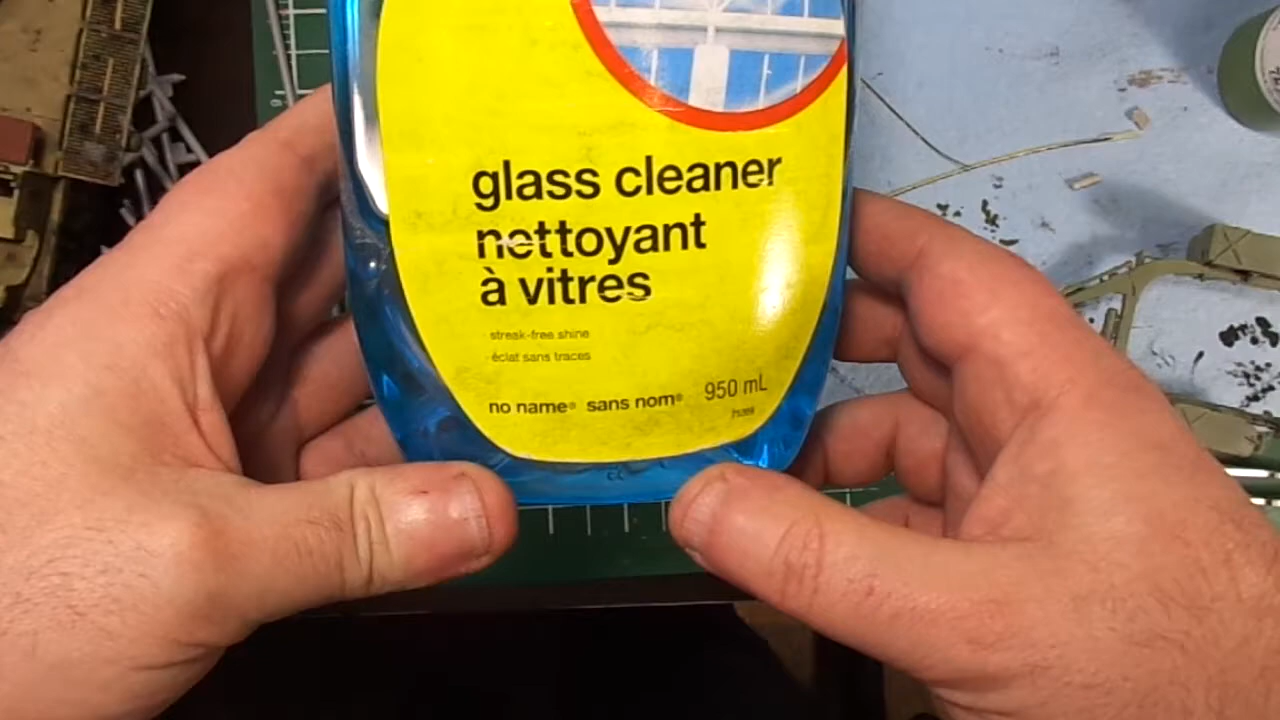 glass cleaner
nettoyant
à vitres
· streak-free shine
· éclat sans traces
no name® sans nom® 950 mL